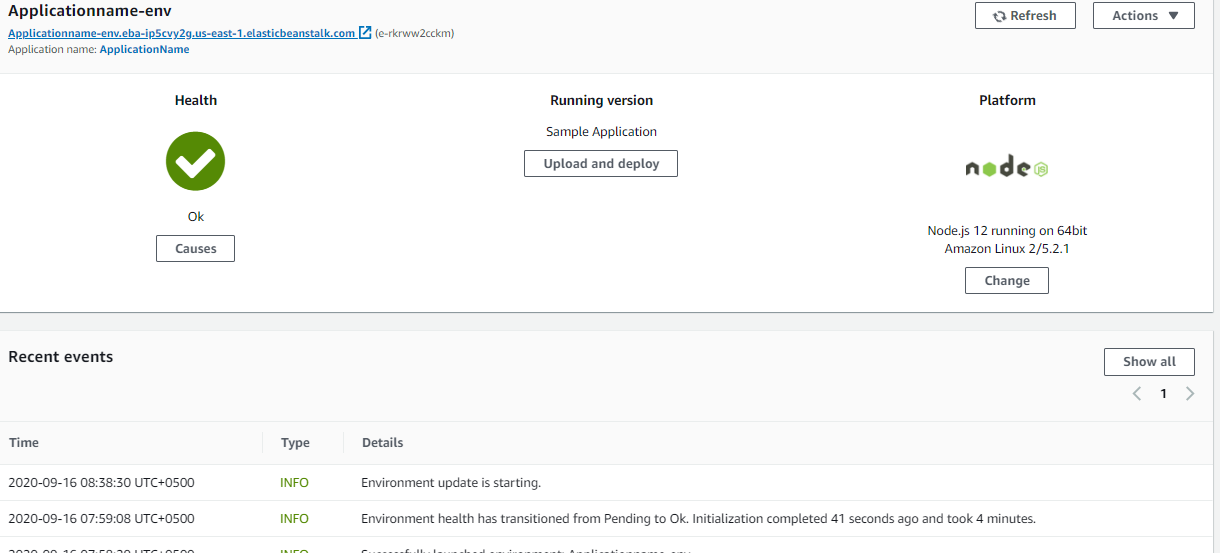 Applicationname-env
Refresh
Actions
Applicationname-env.eba-ip5cvy2g.us-east-1.elasticbeanstalk.com (e-rkrww2cckm)
Application name: ApplicationName
Health
Running version
Platform
Sample Application
Upload and deploy
node
JS
Ok
Causes
Node.js 12 running on 64bit
Amazon Linux 2/5.2.1
Change
Recent events
Show all
1
Time Type Details
2020-09-16 08:38:30 UTC+0500 INFO Environment update is starting.
2020-09-16 07:59:08 UTC+0500 INFO Environment health has transitioned from Pending to Ok. Initialization completed 41 seconds ago and took 4 minutes.